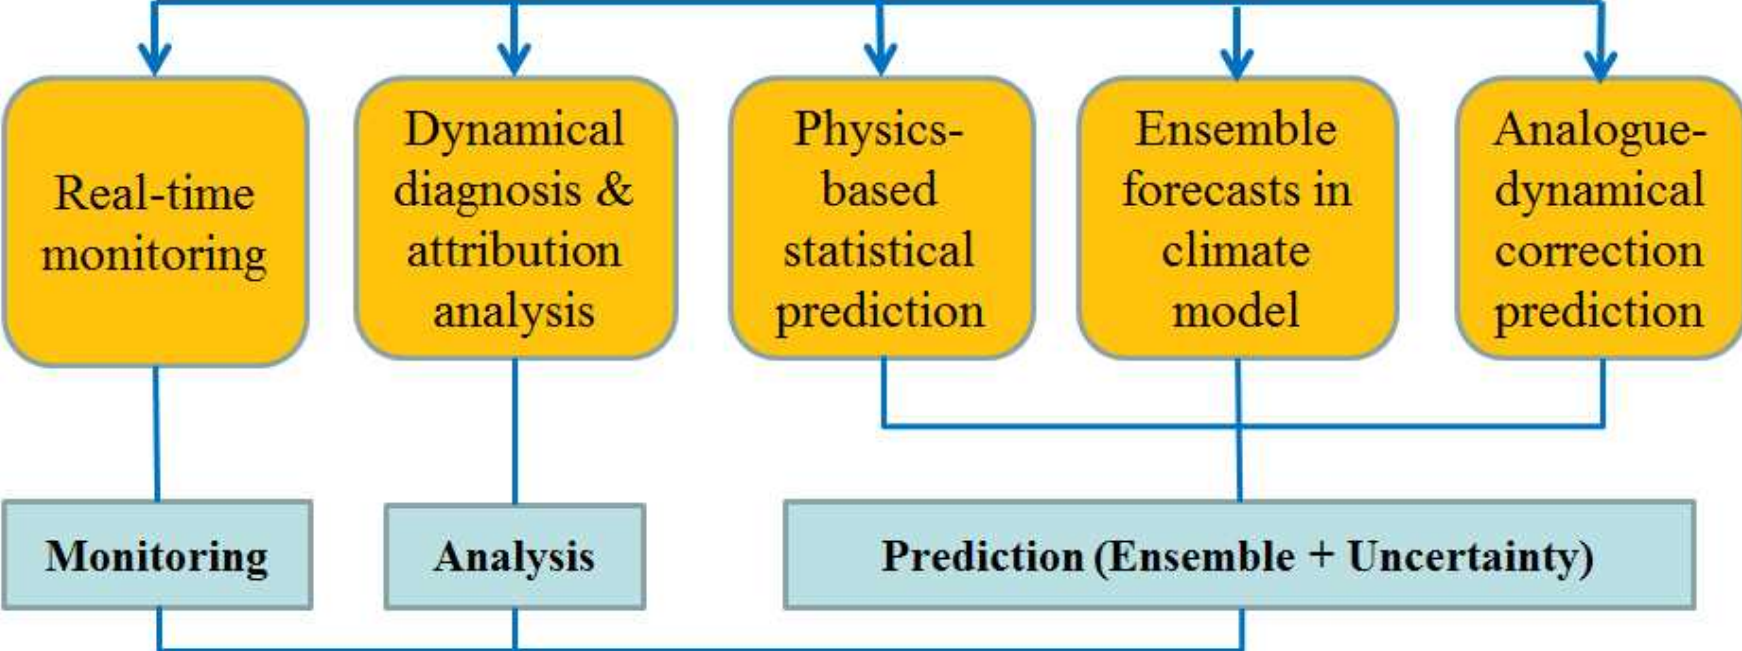 Real-time
monitoring
Dynamical
diagnosis &
attribution
analysis
Physics-
based
statistical
prediction
Ensemble
forecasts in
climate
model
Analogue-
dynamical
correction
prediction
Monitoring
Analysis
Prediction (Ensemble + Uncertainty)